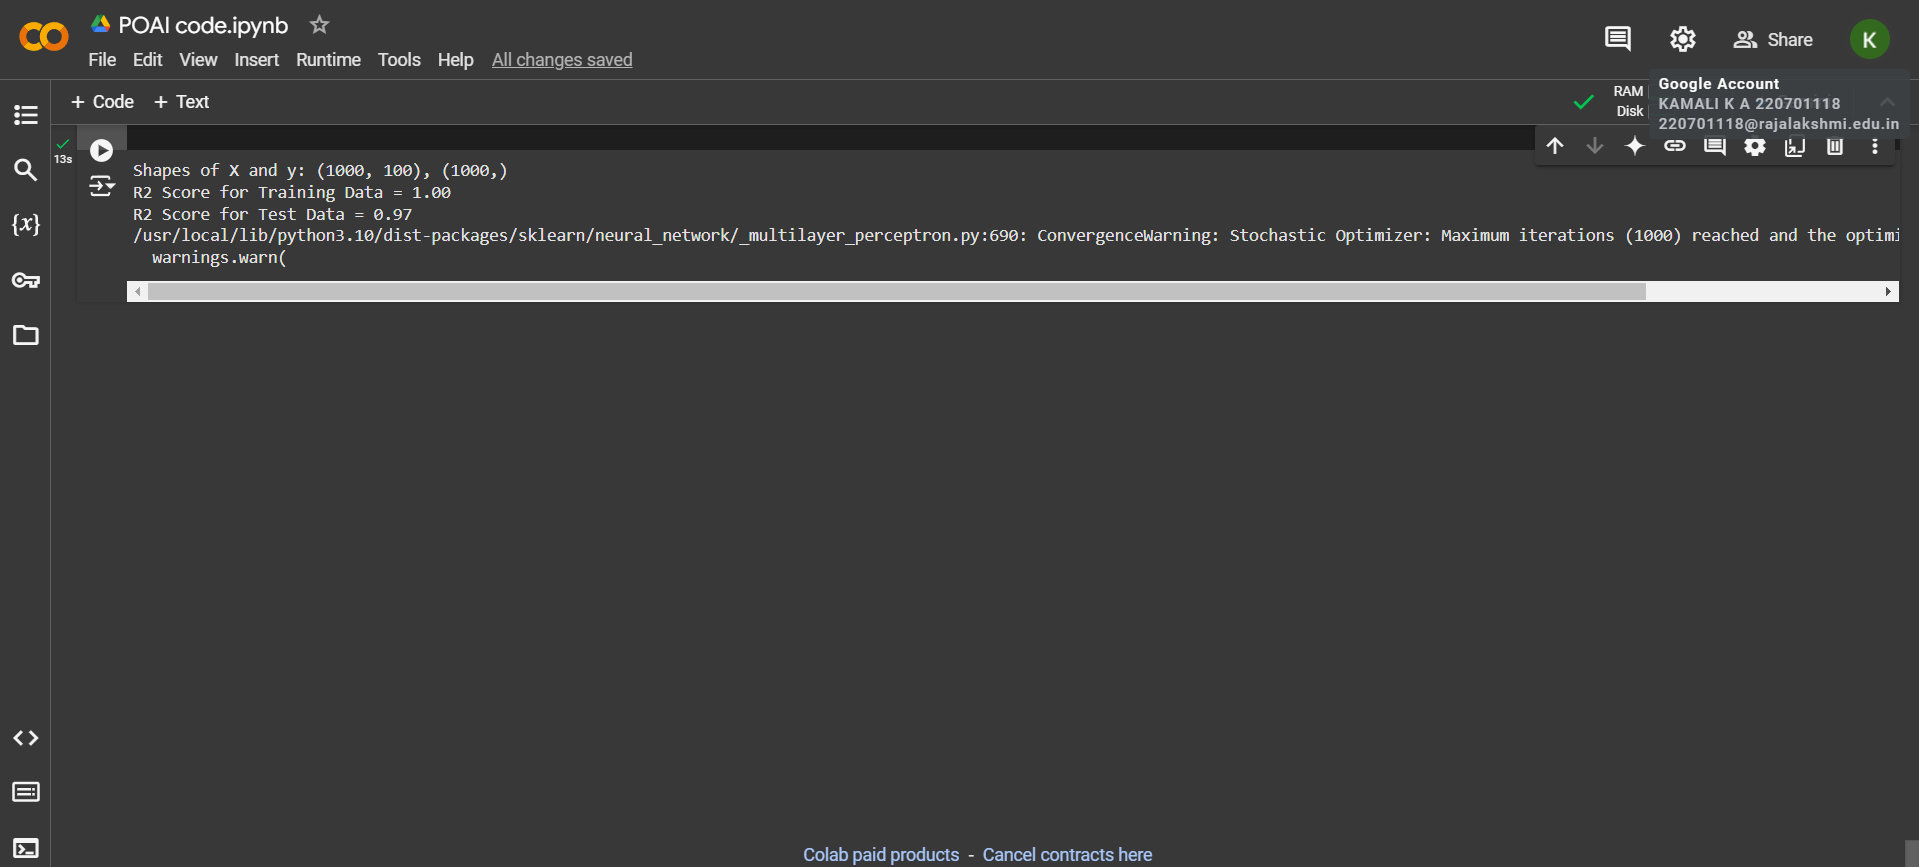 POAI code.ipynb
File Edit View Insert Runtime Tools Help All changes saved
Share
K
+ Code + Text
RAM
Disk
Google Account
KAMALI K A 220701118
220701118@rajalakshmi.edu.in
13s
{x}
Shapes of X and y: (1000, 100), (1000,)
R2 Score for Training Data = 1.00
R2 Score for Test Data = 0.97
/usr/local/lib/python3.10/dist-packages/sklearn/neural_network/_multilayer_perceptron.py:690: ConvergenceWarning: Stochastic Optimizer: Maximum iterations (1000) reached and the optimi
warnings.warn(
Colab paid products - Cancel contracts here